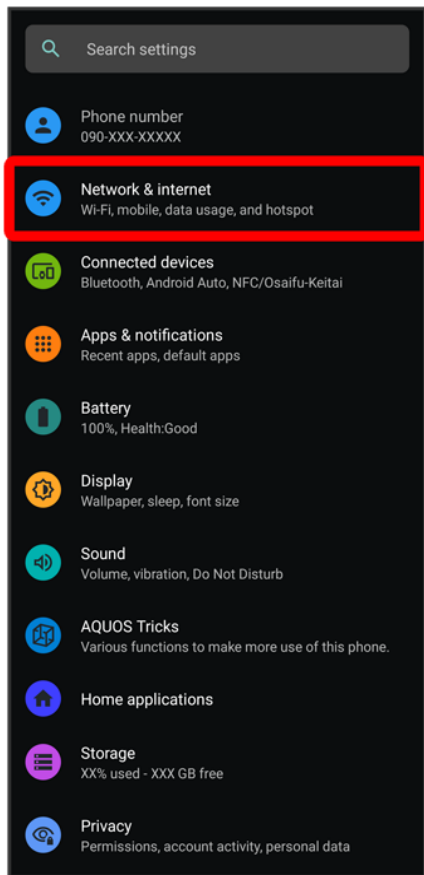 Search settings
Phone number
090-XXX-XXXXX
Network & internet
Wi-Fi, mobile, data usage, and hotspot
Connected devices
Bluetooth, Android Auto, NFC/Osaifu-Keitai
Apps & notifications
Recent apps, default apps
Battery
100%, Health:Good
Display
Wallpaper, sleep, font size
Sound
Volume, vibration, Do Not Disturb
AQUOS Tricks
Various functions to make more use of this phone.
Home applications
Storage
XX% used - XXX GB free
Privacy
Permissions, account activity, personal data